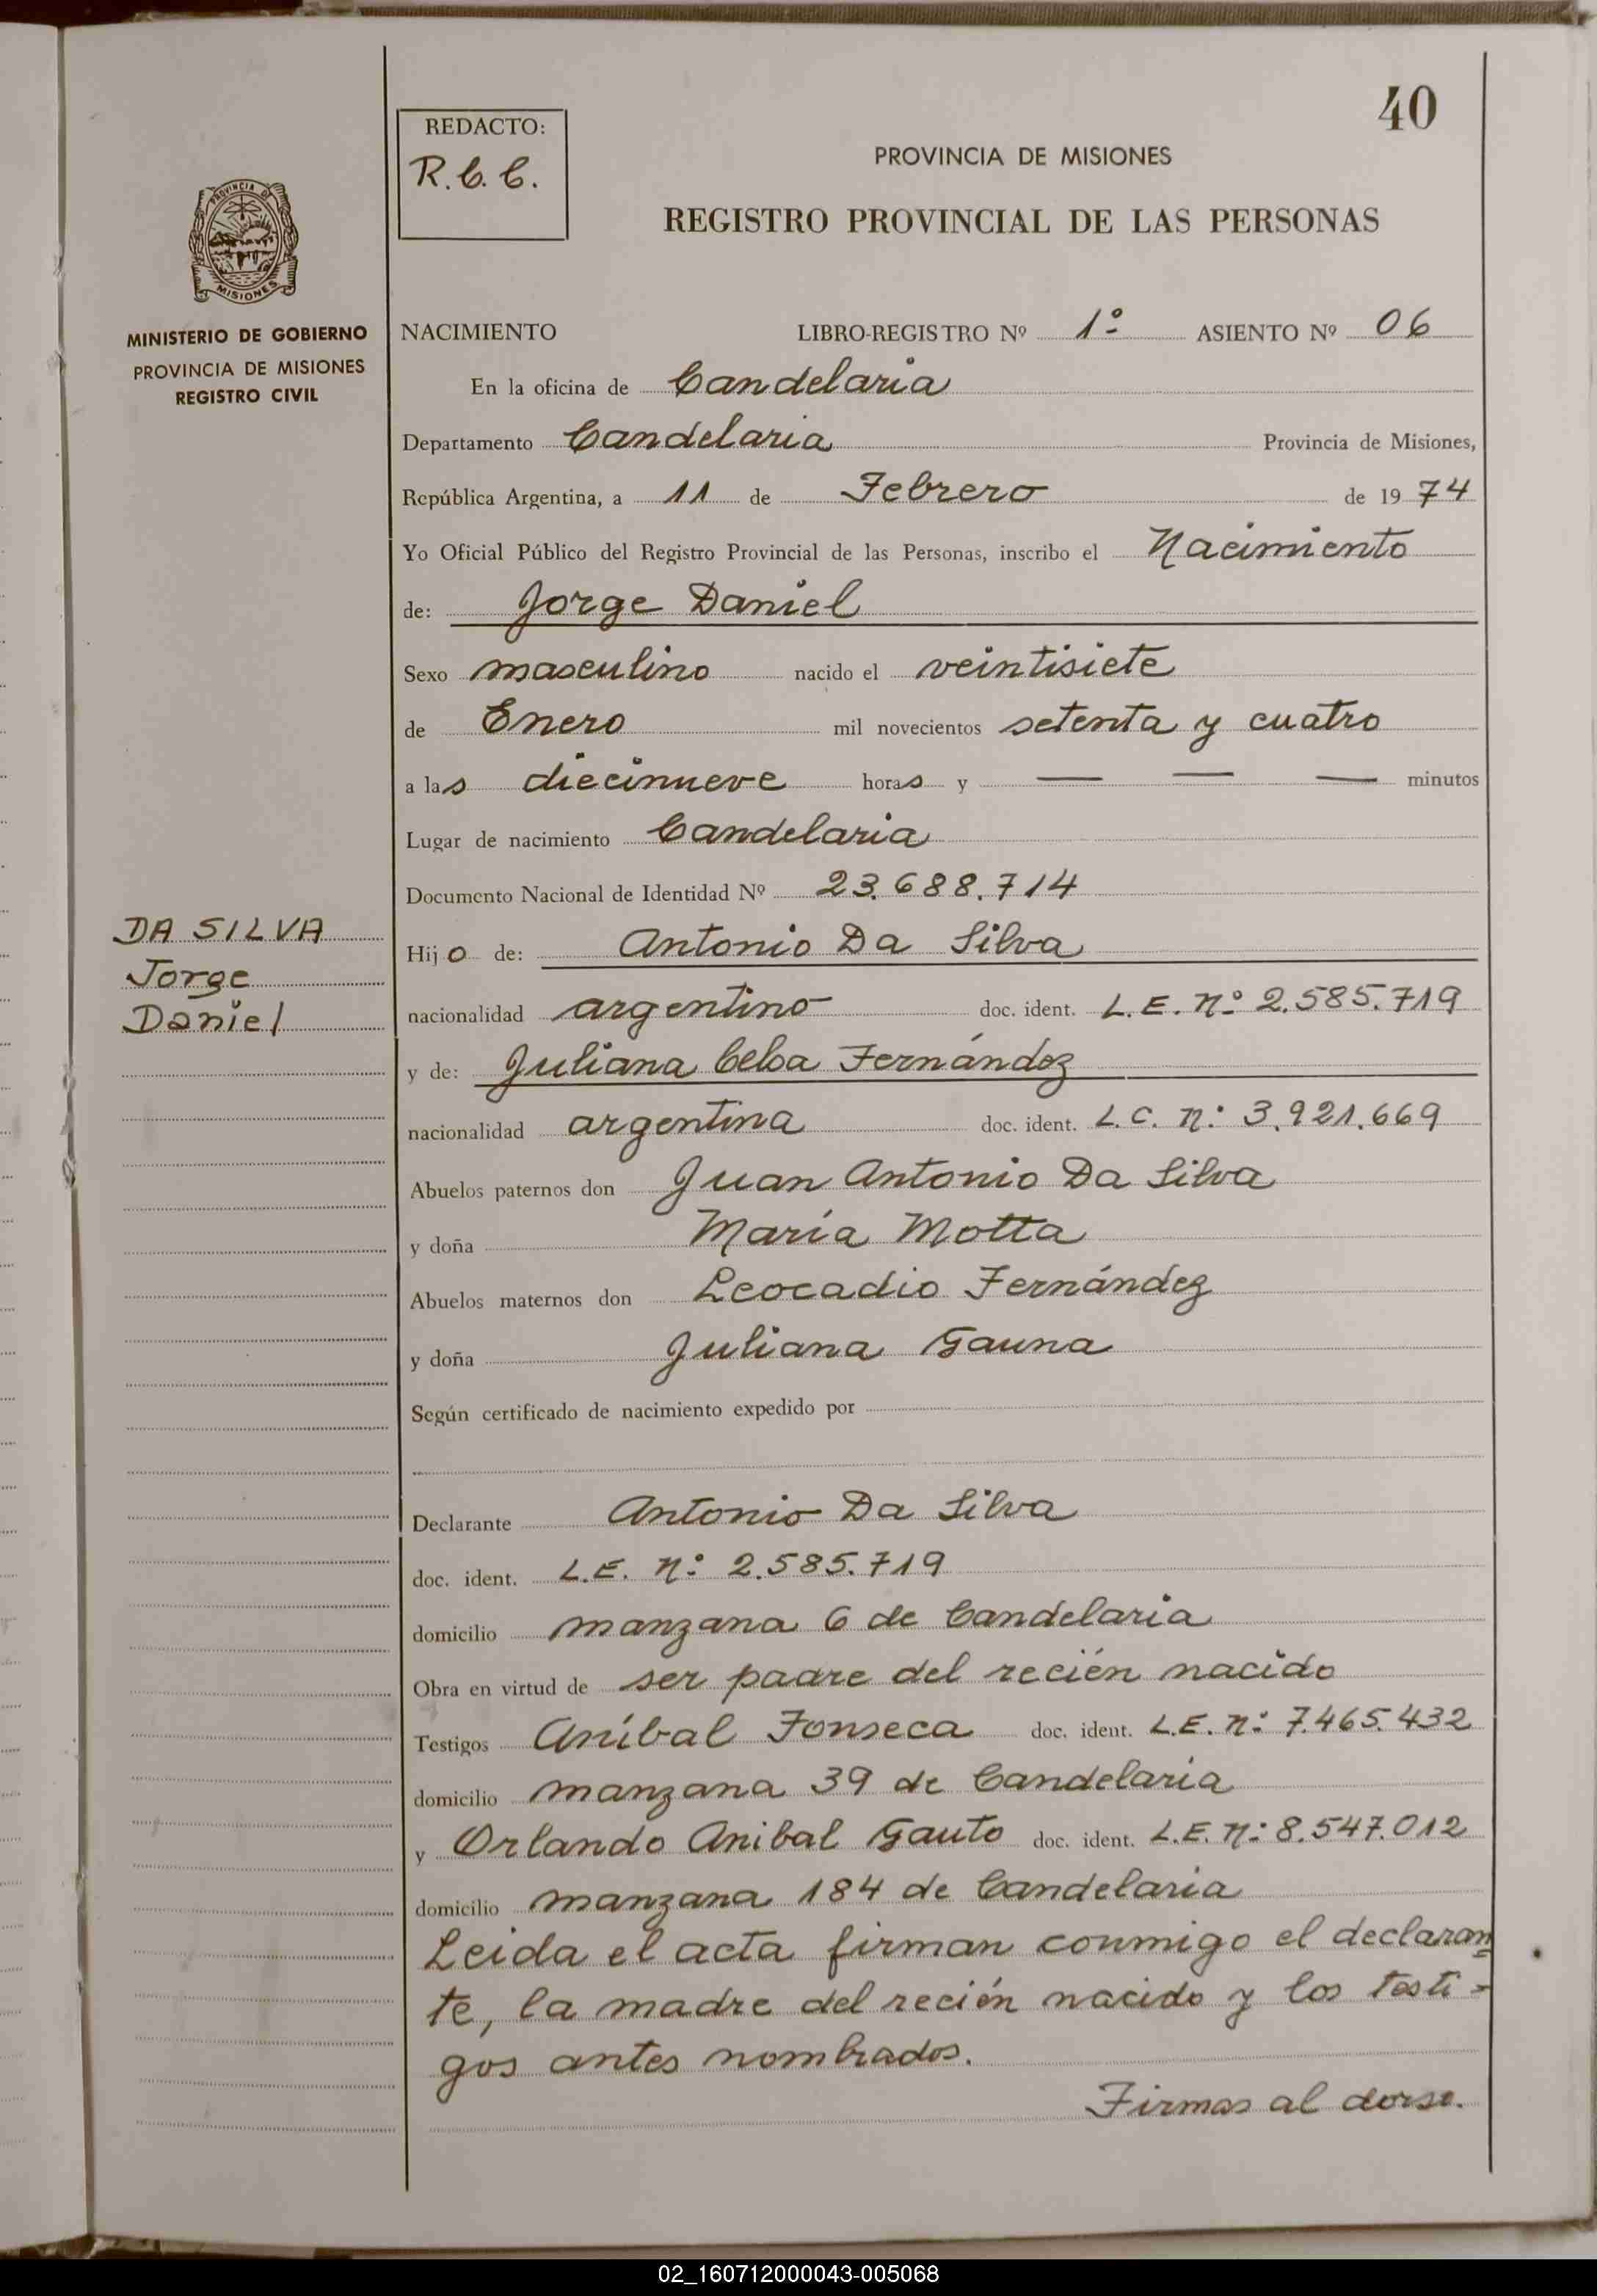 40
REDACTO:
R.C.C.
PROVINCIA DE MISIONES
REGISTRO PROVINCIAL DE LAS PERSONAS
PROVINCIA DE
MISIONES
MINISTERIO DE GOBIERNO
PROVINCIA DE MISIONES
REGISTRO CIVIL
NACIMIENTO LIBRO-REGISTRO Nº 1º ASIENTO Nº 06
En la oficina de Candelaria
Departamento Candelaria Provincia de Misiones,
República Argentina, a 11 de Febrero de 1974
Yo Oficial Público del Registro Provincial de las Personas, inscribo el Nacimiento
de: Jorge Daniel
Sexo masculino nacido el veintisiete
de Enero mil novecientos setenta y cuatro
a las diecinueve horas y — — — minutos
Lugar de nacimiento Candelaria
Documento Nacional de Identidad Nº 23.688.714
DA SILVA
Jorge
Daniel
Hijo de: Antonio Da Silva
nacionalidad argentino doc. ident. L.E. Nº 2.585.719
y de: Juliana Celsa Fernández
nacionalidad argentina doc. ident. L.C. nº 3.921.669
Abuelos paternos don Juan Antonio Da Silva
y doña María Motta
Abuelos maternos don Leocadio Fernández
y doña Juliana Gauna
Según certificado de nacimiento expedido por
Declarante Antonio Da Silva
doc. ident. L.E. nº 2.585.719
domicilio manzana 6 de Candelaria
Obra en virtud de ser padre del recién nacido
Testigos Aníbal Fonseca doc. ident. L.E. nº 7.465.432
domicilio manzana 39 de Candelaria
y Orlando Anibal Gauto doc. ident. L.E. nº 8.547.012
domicilio manzana 184 de Candelaria
Leida el acta firman conmigo el declaran=
te, la madre del recién nacido y los testi=
gos antes nombrados.
Firmas al dorso.
02_160712000043-005068